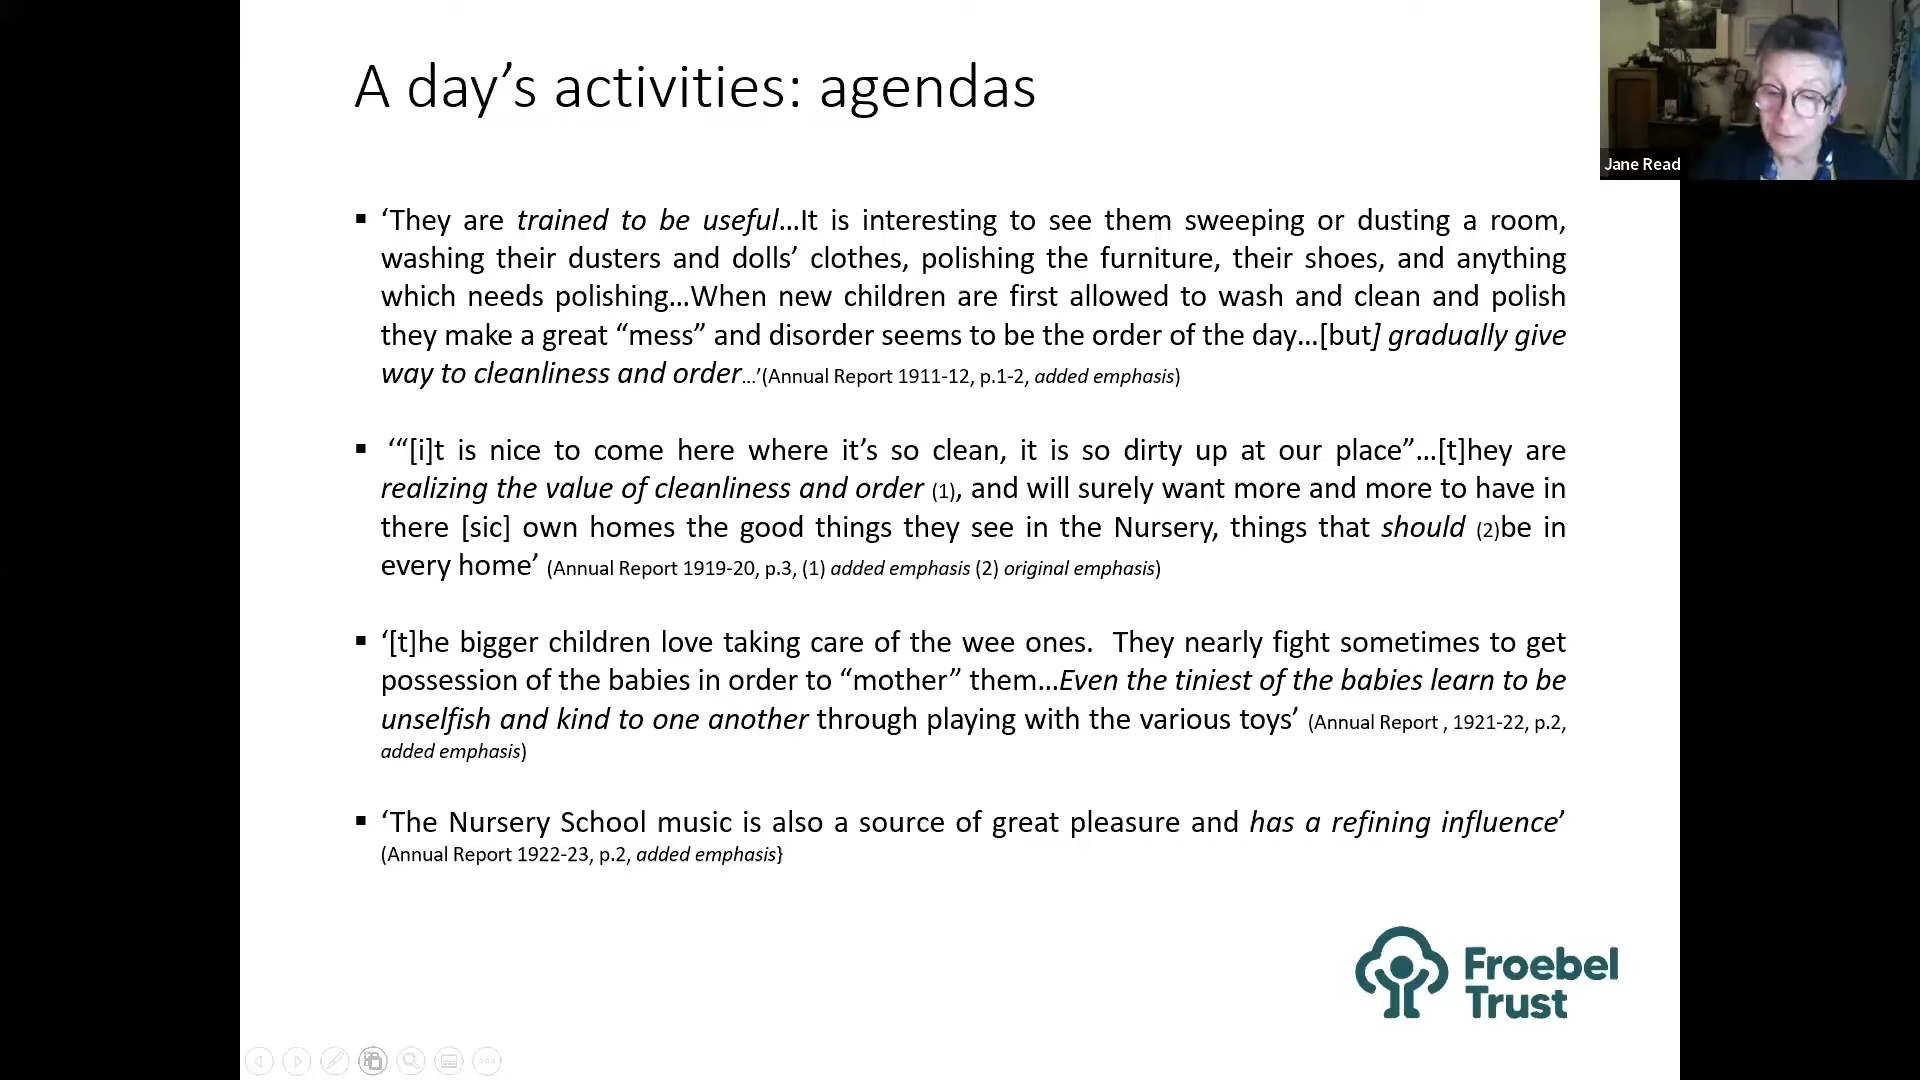 A day’s activities: agendas
Jane Read
▪ ‘They are trained to be useful…It is interesting to see them sweeping or dusting a room,
washing their dusters and dolls’ clothes, polishing the furniture, their shoes, and anything
which needs polishing…When new children are first allowed to wash and clean and polish
they make a great “mess” and disorder seems to be the order of the day…[but] gradually give
way to cleanliness and order…’(Annual Report 1911-12, p.1-2, added emphasis)
▪ ‘“[i]t is nice to come here where it’s so clean, it is so dirty up at our place”…[t]hey are
realizing the value of cleanliness and order (1), and will surely want more and more to have in
there [sic] own homes the good things they see in the Nursery, things that should (2)be in
every home’ (Annual Report 1919-20, p.3, (1) added emphasis (2) original emphasis)
▪ ‘[t]he bigger children love taking care of the wee ones. They nearly fight sometimes to get
possession of the babies in order to “mother” them…Even the tiniest of the babies learn to be
unselfish and kind to one another through playing with the various toys’ (Annual Report , 1921-22, p.2,
added emphasis)
▪ ‘The Nursery School music is also a source of great pleasure and has a refining influence’
(Annual Report 1922-23, p.2, added emphasis}
Froebel
Trust